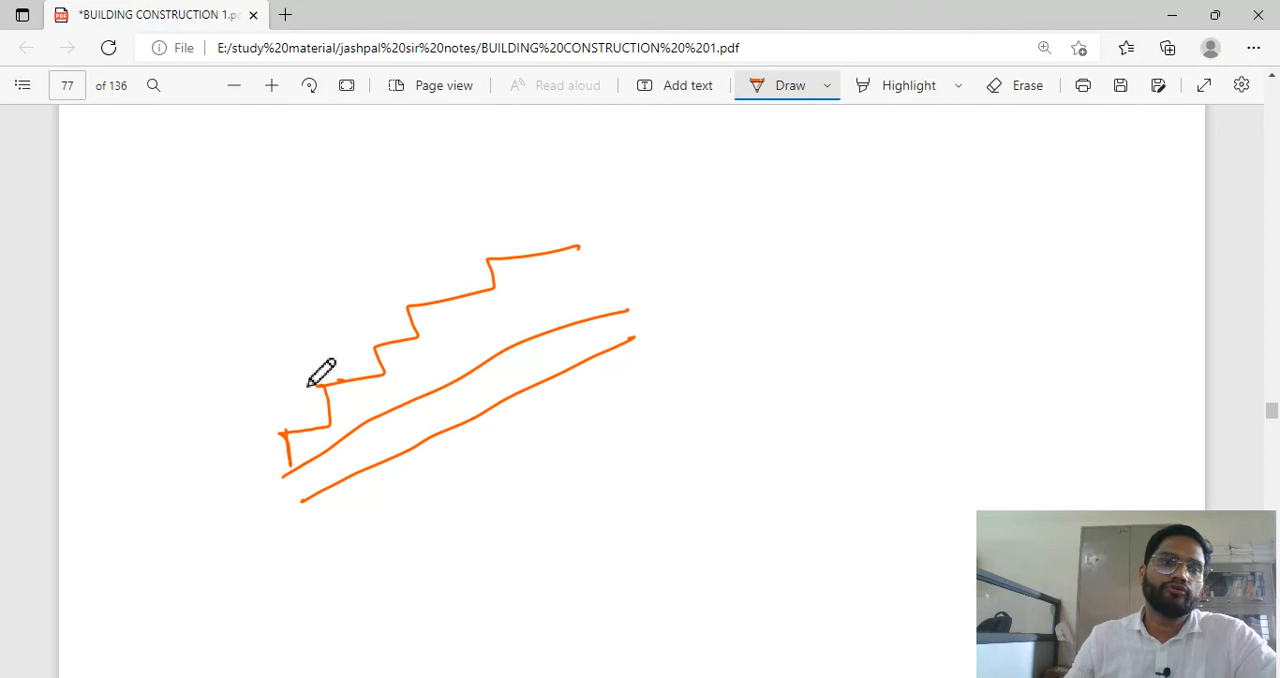 *BUILDING CONSTRUCTION 1.p
File E:/study%20material/jashpal%20sir%20notes/BUILDING%20CONSTRUCTION%20%201.pdf
77 of 136 Page view Read aloud Add text Draw Highlight Erase